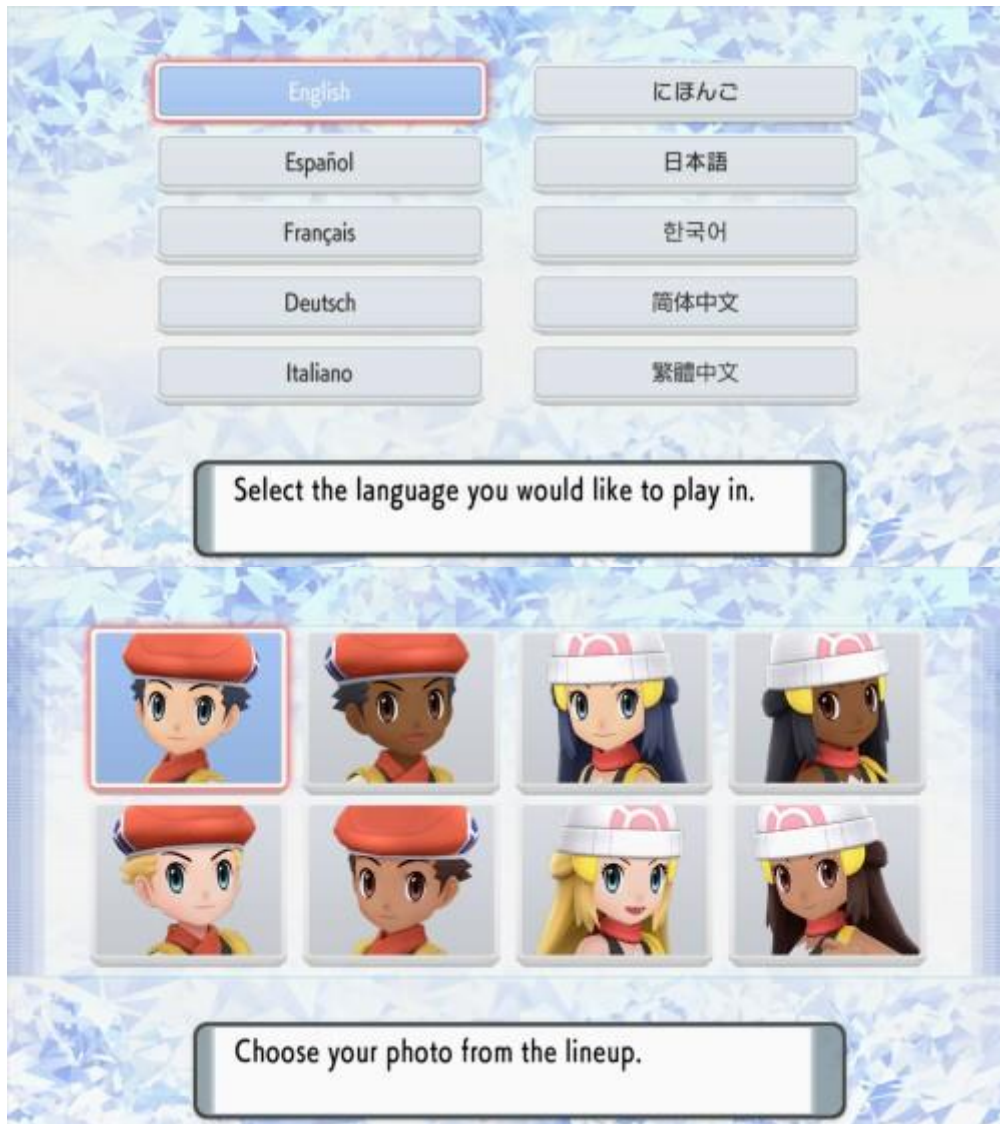 English
にほんご
Español
日本語
Français
한국어
Deutsch
简体中文
Italiano
繁體中文
Select the language you would like to play in.
Choose your photo from the lineup.